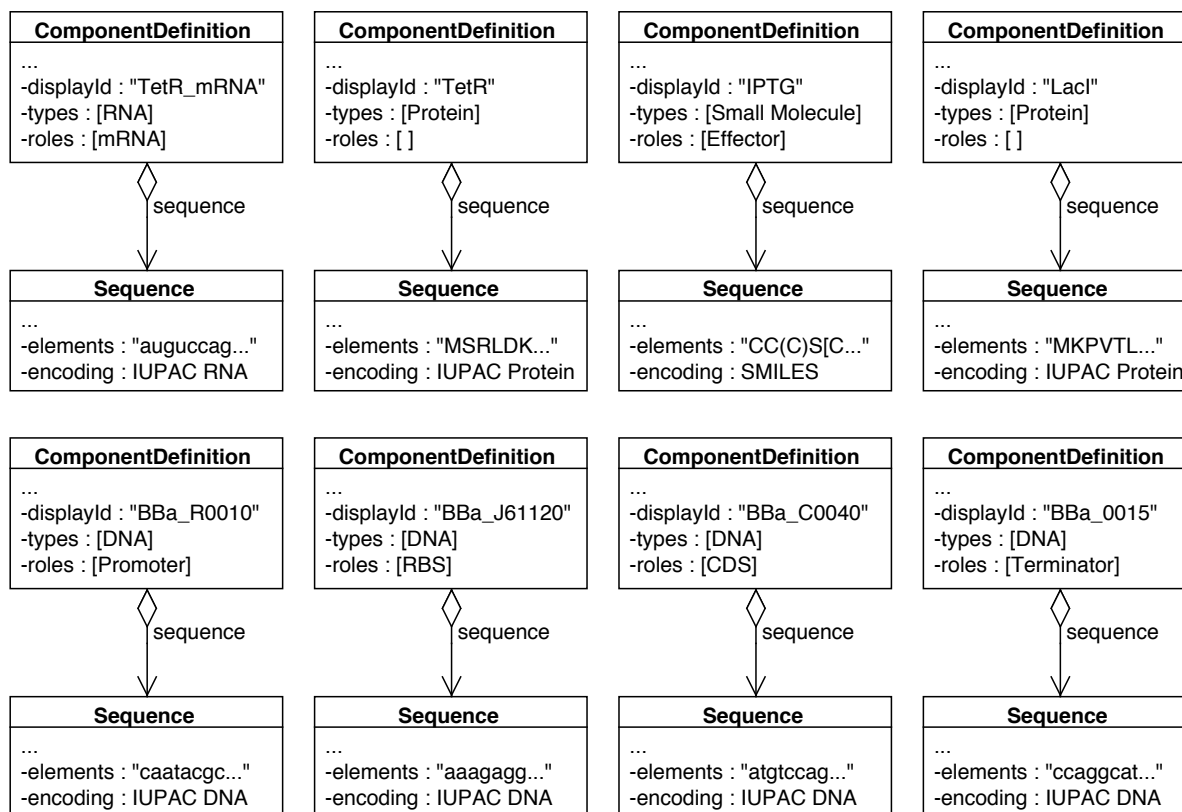 ComponentDefinition
...
-displayId : "TetR_mRNA"
-types : [RNA]
-roles : [mRNA]
sequence
Sequence
...
-elements : "auguccag..."
-encoding : IUPAC RNA
ComponentDefinition
...
-displayId : "TetR"
-types : [Protein]
-roles : [ ]
sequence
Sequence
...
-elements : "MSRLDK..."
-encoding : IUPAC Protein
ComponentDefinition
...
-displayId : "IPTG"
-types : [Small Molecule]
-roles : [Effector]
sequence
Sequence
...
-elements : "CC(C)S[C..."
-encoding : SMILES
ComponentDefinition
...
-displayId : "LacI"
-types : [Protein]
-roles : [ ]
sequence
Sequence
...
-elements : "MKPVTL..."
-encoding : IUPAC Protein
ComponentDefinition
...
-displayId : "BBa_R0010"
-types : [DNA]
-roles : [Promoter]
sequence
Sequence
...
-elements : "caatacgc..."
-encoding : IUPAC DNA
ComponentDefinition
...
-displayId : "BBa_J61120"
-types : [DNA]
-roles : [RBS]
sequence
Sequence
...
-elements : "aaagagg..."
-encoding : IUPAC DNA
ComponentDefinition
...
-displayId : "BBa_C0040"
-types : [DNA]
-roles : [CDS]
sequence
Sequence
...
-elements : "atgtccag..."
-encoding : IUPAC DNA
ComponentDefinition
...
-displayId : "BBa_0015"
-types : [DNA]
-roles : [Terminator]
sequence
Sequence
...
-elements : "ccaggcat..."
-encoding : IUPAC DNA